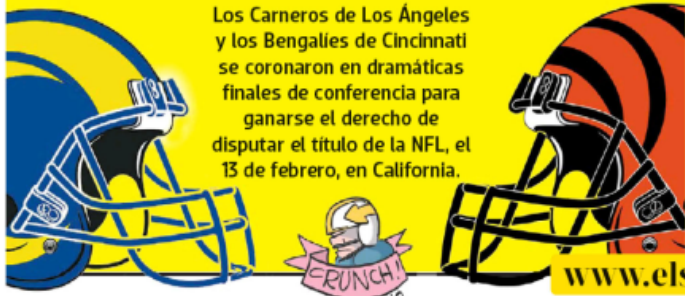 Los Carneros de Los Ángeles
y los Bengalíes de Cincinnati
se coronaron en dramáticas
finales de conferencia para
ganarse el derecho de
disputar el título de la NFL, el
13 de febrero, en California.
CRUNCH!
www.els